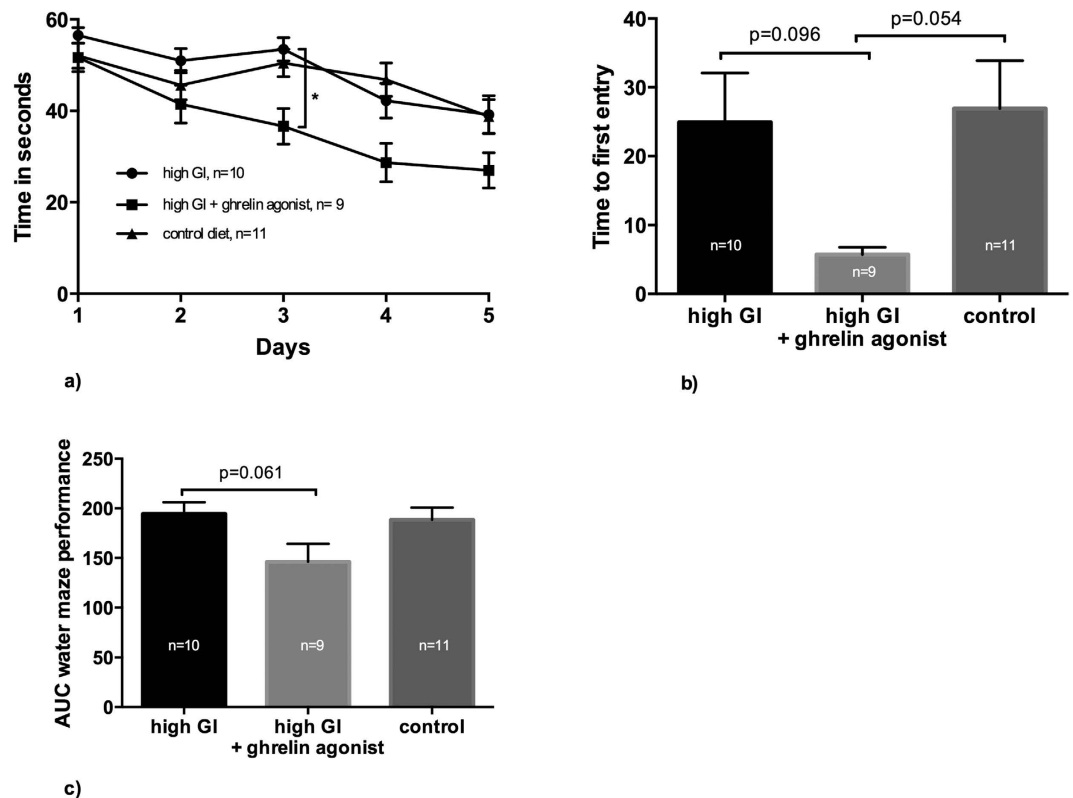 60
40
20
0
Time in seconds
*
high GI, n=10
high GI + ghrelin agonist, n= 9
control diet, n=11
1 2 3 4 5
Days
a)
p=0.054
p=0.096
40
30
20
10
0
Time to first entry
n=10
n=9
n=11
high GI high GI control
+ ghrelin agonist
b)
p=0.061
250
200
150
100
50
0
AUC water maze performance
n=10 n=9 n=11
high GI high GI control
+ ghrelin agonist
c)